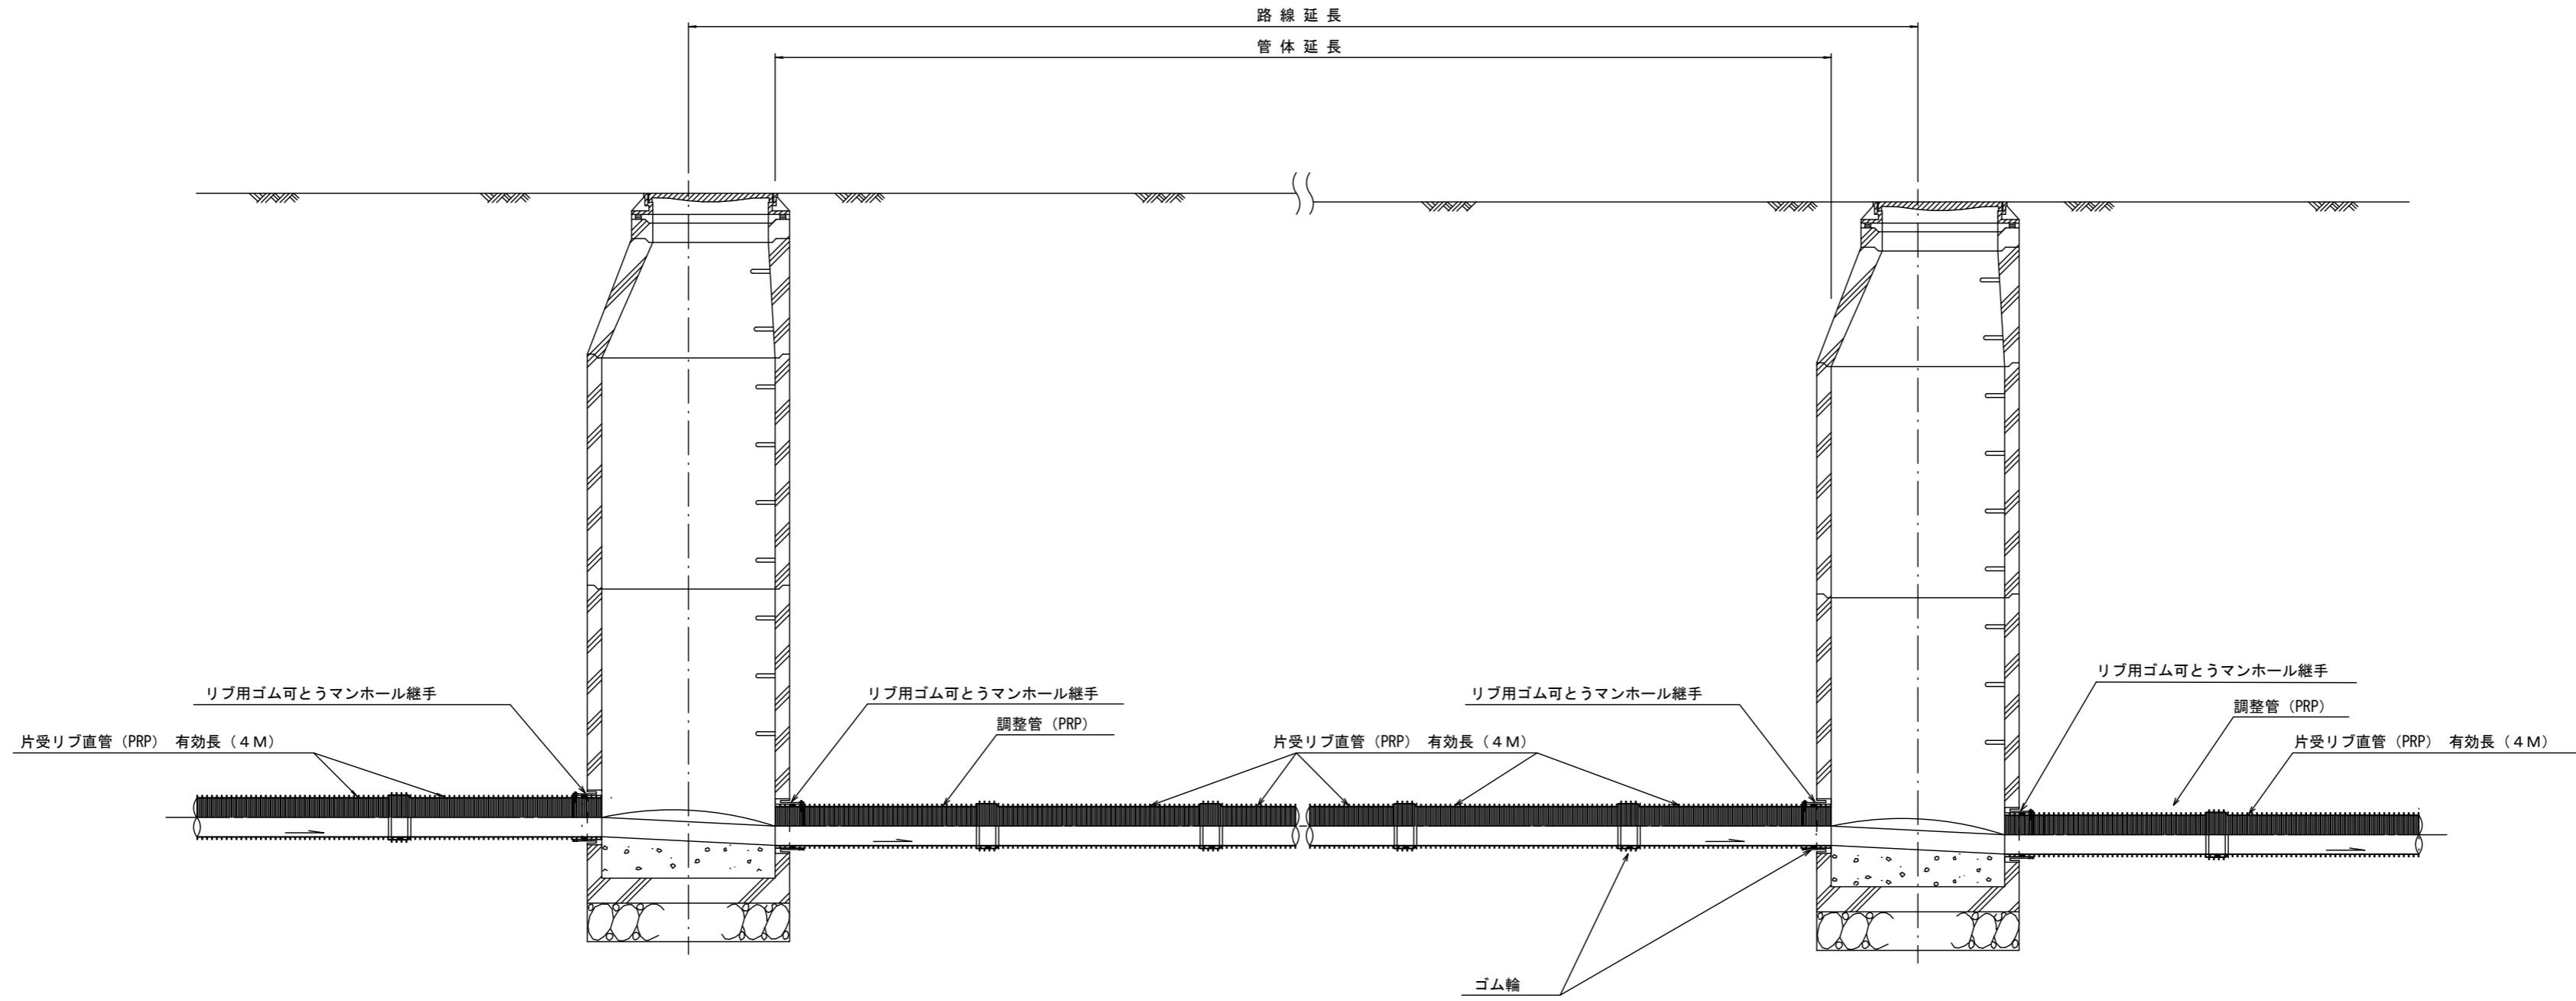 路線延長
管体延長
リブ用ゴム可とうマンホール継手
リブ用ゴム可とうマンホール継手
リブ用ゴム可とうマンホール継手
リブ用ゴム可とうマンホール継手
調整管（PRP）
調整管（PRP）
片受リブ直管（PRP） 有効長（４Ｍ）
片受リブ直管（PRP） 有効長（４Ｍ）
片受リブ直管（PRP） 有効長（４Ｍ）
ゴム輪